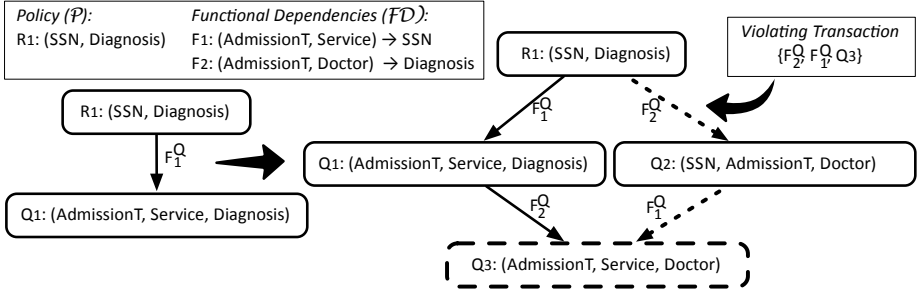 Policy (P):
R1: (SSN, Diagnosis)
Functional Dependencies (FD):
F1: (AdmissionT, Service) → SSN
F2: (AdmissionT, Doctor) → Diagnosis
Violating Transaction
{F2Q, F1Q, Q3}
R1: (SSN, Diagnosis)
F1Q
Q1: (AdmissionT, Service, Diagnosis)
R1: (SSN, Diagnosis)
F1Q
F2Q
Q1: (AdmissionT, Service, Diagnosis)
Q2: (SSN, AdmissionT, Doctor)
F2Q
F1Q
Q3: (AdmissionT, Service, Doctor)